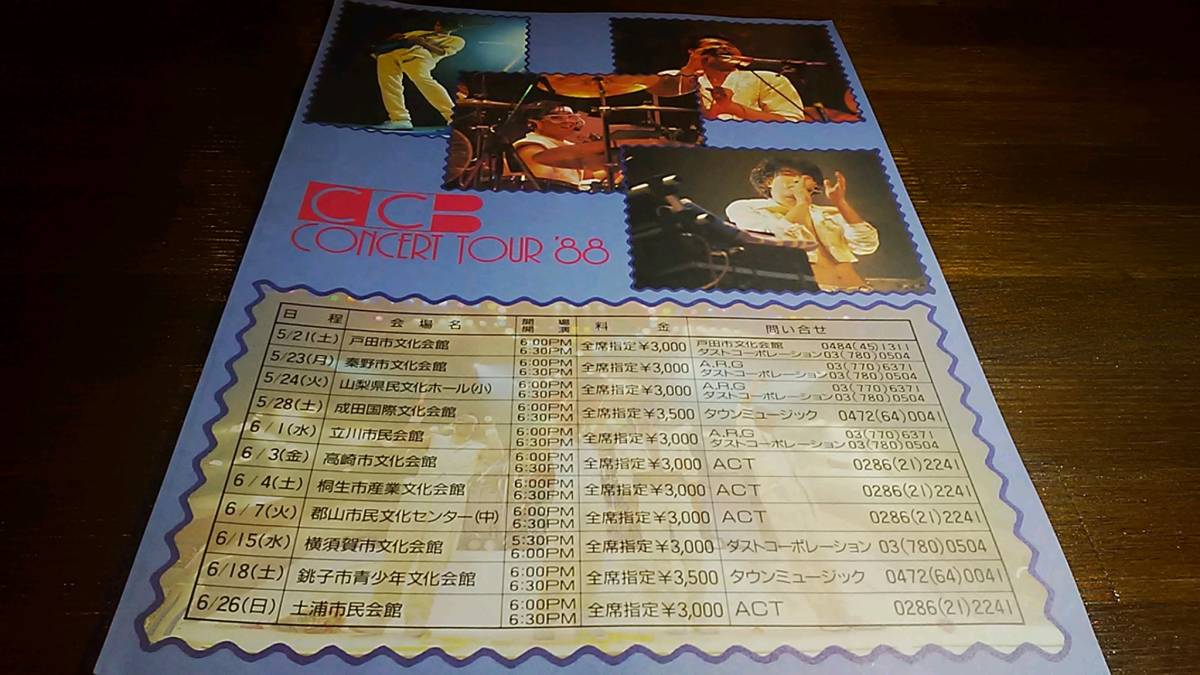 CCB
CONCERT TOUR '88
日程 会場名 開場 開演 料金 問い合せ
5/21(土) 戸田市文化会館 6:00PM 6:30PM 全席指定¥3,000 戸田市文化会館 0484(45)1311 ダストコーポレーション03(780)0504
5/23(月) 秦野市文化会館 6:00PM 6:30PM 全席指定¥3,000 A.R.G 03(770)6371 ダストコーポレーション03(780)0504
5/24(火) 山梨県民文化ホール(小) 6:00PM 6:30PM 全席指定¥3,000 A.R.G 03(770)6371 ダストコーポレーション03(780)0504
5/28(土) 成田国際文化会館 6:00PM 6:30PM 全席指定¥3,500 タウンミュージック 0472(64)0041
6/1(水) 立川市民会館 6:00PM 6:30PM 全席指定¥3,000 A.R.G 03(770)6371 ダストコーポレーション03(780)0504
6/3(金) 高崎市文化会館 6:00PM 6:30PM 全席指定¥3,000 ACT 0286(21)2241
6/4(土) 桐生市産業文化会館 6:00PM 6:30PM 全席指定¥3,000 ACT 0286(21)2241
6/7(火) 郡山市民文化センター(中) 6:00PM 6:30PM 全席指定¥3,000 ACT 0286(21)2241
6/15(水) 横須賀市文化会館 5:30PM 6:00PM 全席指定¥3,000 ダストコーポレーション 03(780)0504
6/18(土) 銚子市青少年文化会館 6:00PM 6:30PM 全席指定¥3,500 タウンミュージック 0472(64)0041
6/26(日) 土浦市民会館 6:00PM 6:30PM 全席指定¥3,000 ACT 0286(21)2241